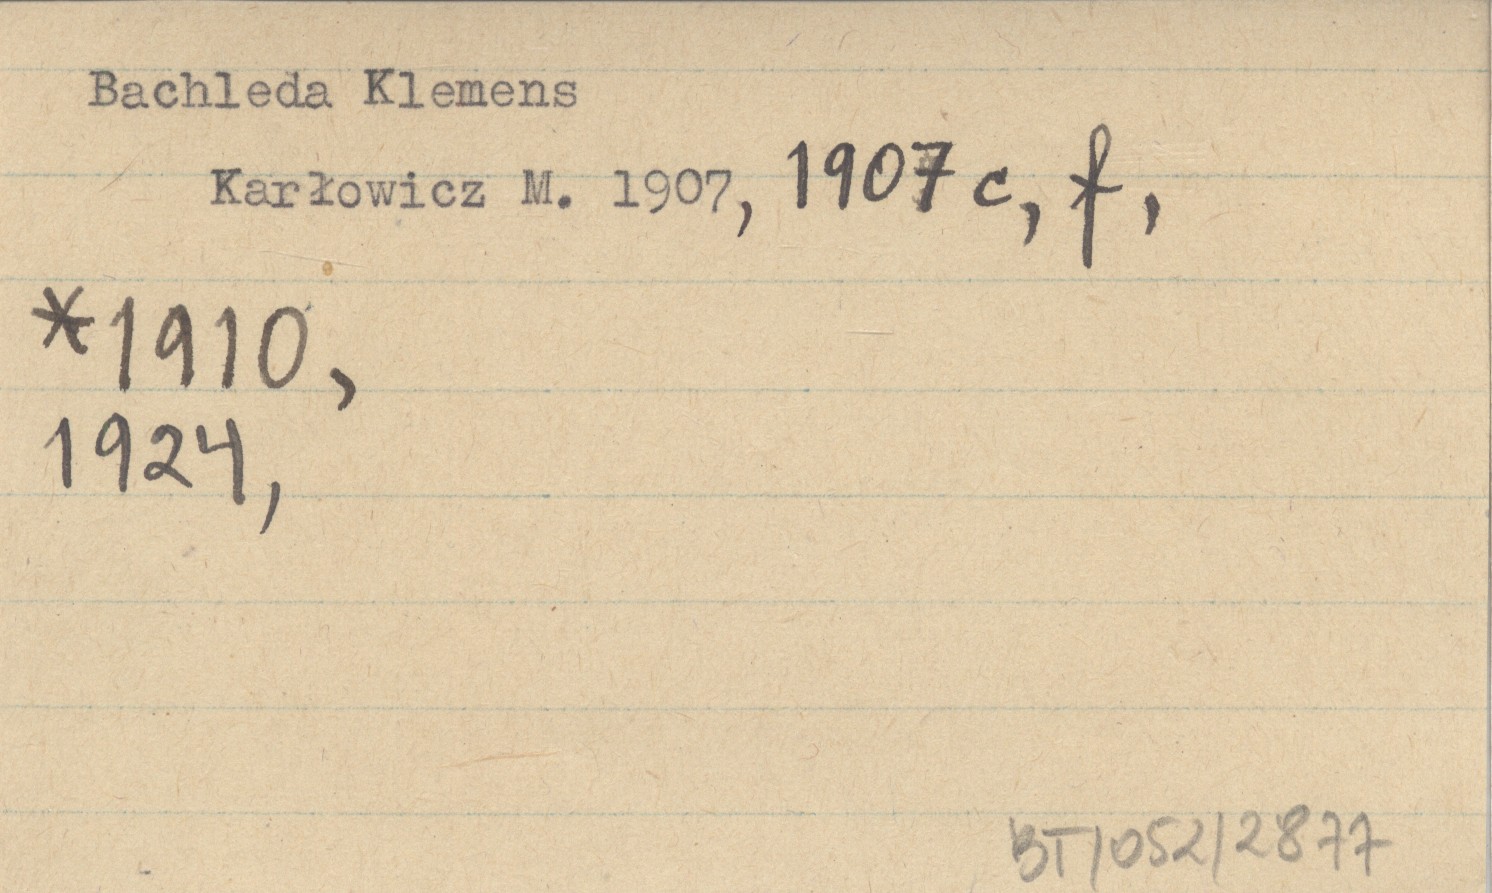 Bachleda Klemens
Karłowicz M. 1907, 1907 c, f,
*1910,
1924,
BT/052/2877